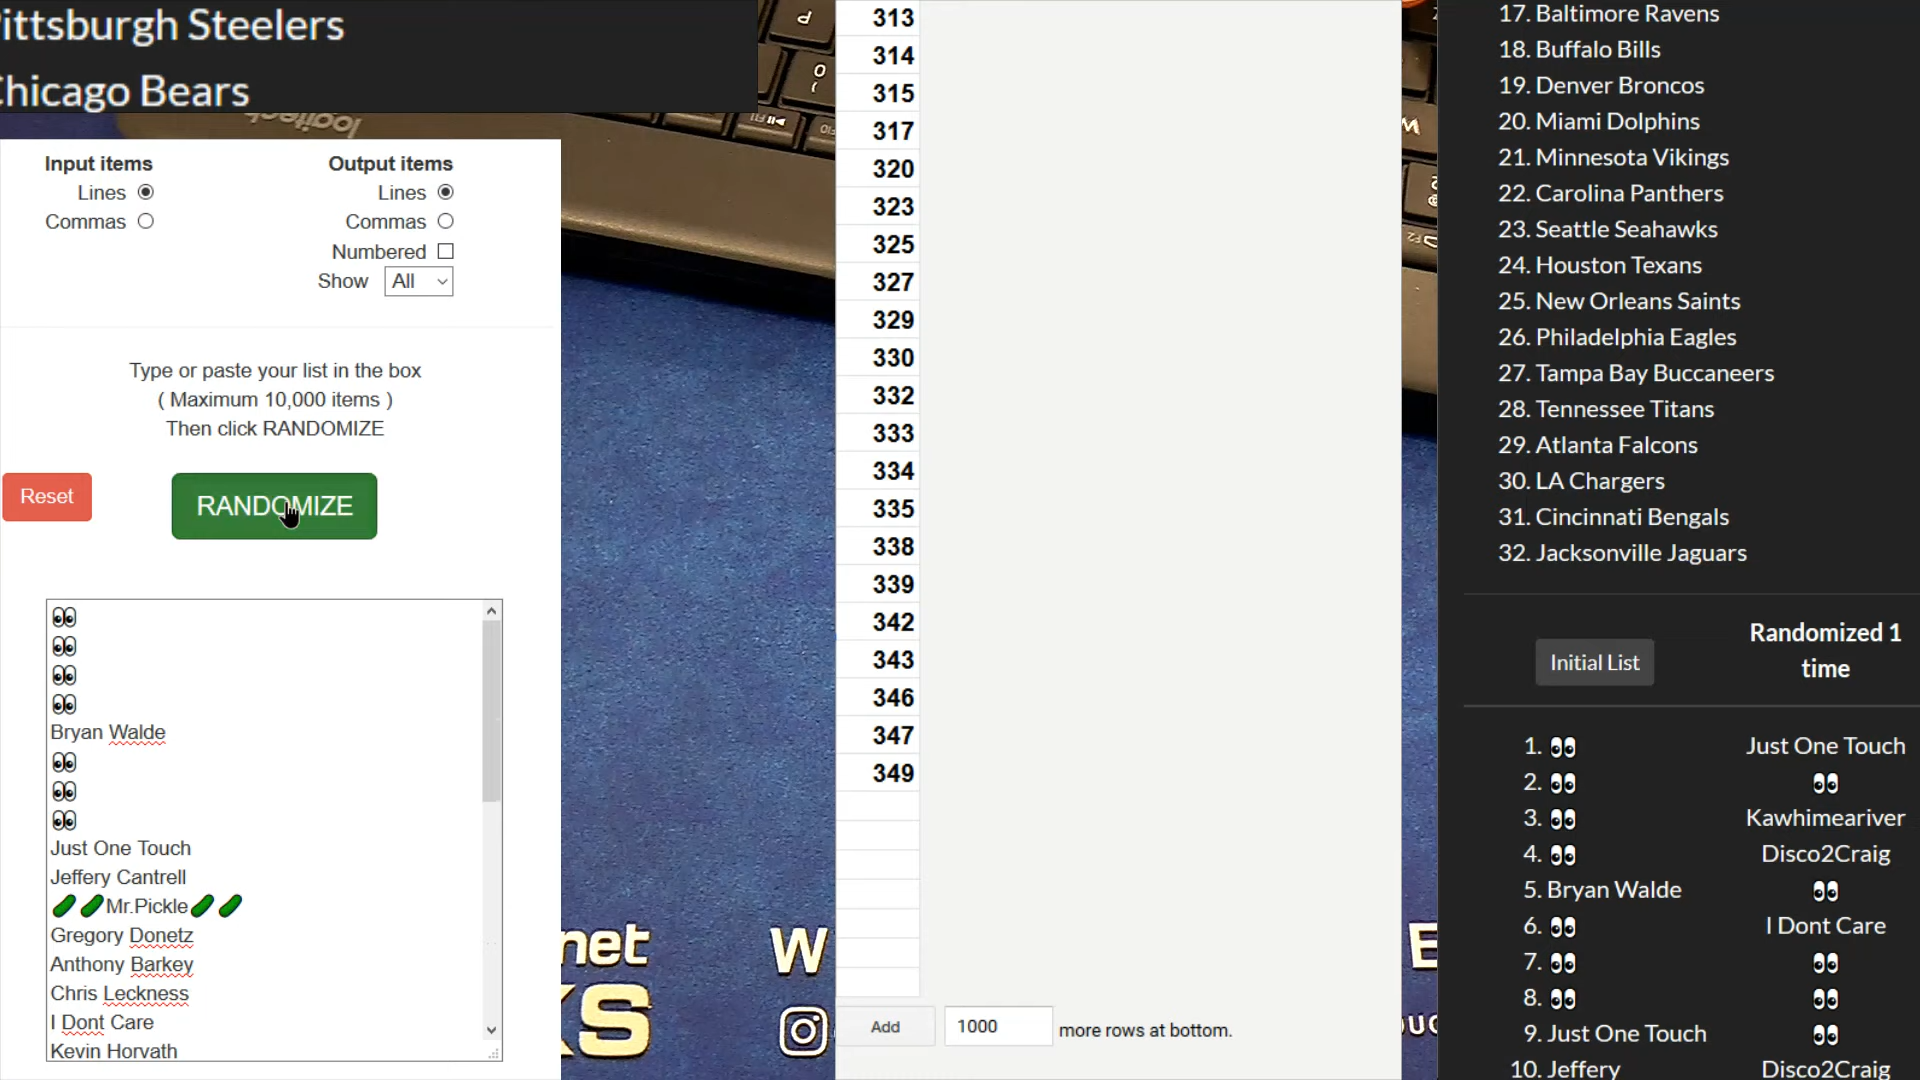 ittsburgh Steelers
hicago Bears
logitech
Input items
Lines
Commas
Output items
Lines
Commas
Numbered
Show All
Type or paste your list in the box
( Maximum 10,000 items )
Then click RANDOMIZE
Reset
RANDOMIZE
👀
👀
👀
👀
Bryan Walde
👀
👀
👀
Just One Touch
Jeffery Cantrell
🥒🥒Mr.Pickle🥒🥒
Gregory Donetz
Anthony Barkey
Chris Leckness
I Dont Care
Kevin Horvath
net
KS
W
313
314
315
317
320
323
325
327
329
330
332
333
334
335
338
339
342
343
346
347
349
Add 1000 more rows at bottom.
E
17. Baltimore Ravens
18. Buffalo Bills
19. Denver Broncos
20. Miami Dolphins
21. Minnesota Vikings
22. Carolina Panthers
23. Seattle Seahawks
24. Houston Texans
25. New Orleans Saints
26. Philadelphia Eagles
27. Tampa Bay Buccaneers
28. Tennessee Titans
29. Atlanta Falcons
30. LA Chargers
31. Cincinnati Bengals
32. Jacksonville Jaguars
Initial List
Randomized 1
time
1. 👀 Just One Touch
2. 👀 👀
3. 👀 Kawhimeariver
4. 👀 Disco2Craig
5. Bryan Walde 👀
6. 👀 I Dont Care
7. 👀 👀
8. 👀 👀
9. Just One Touch 👀
10. Jeffery Disco2Craig